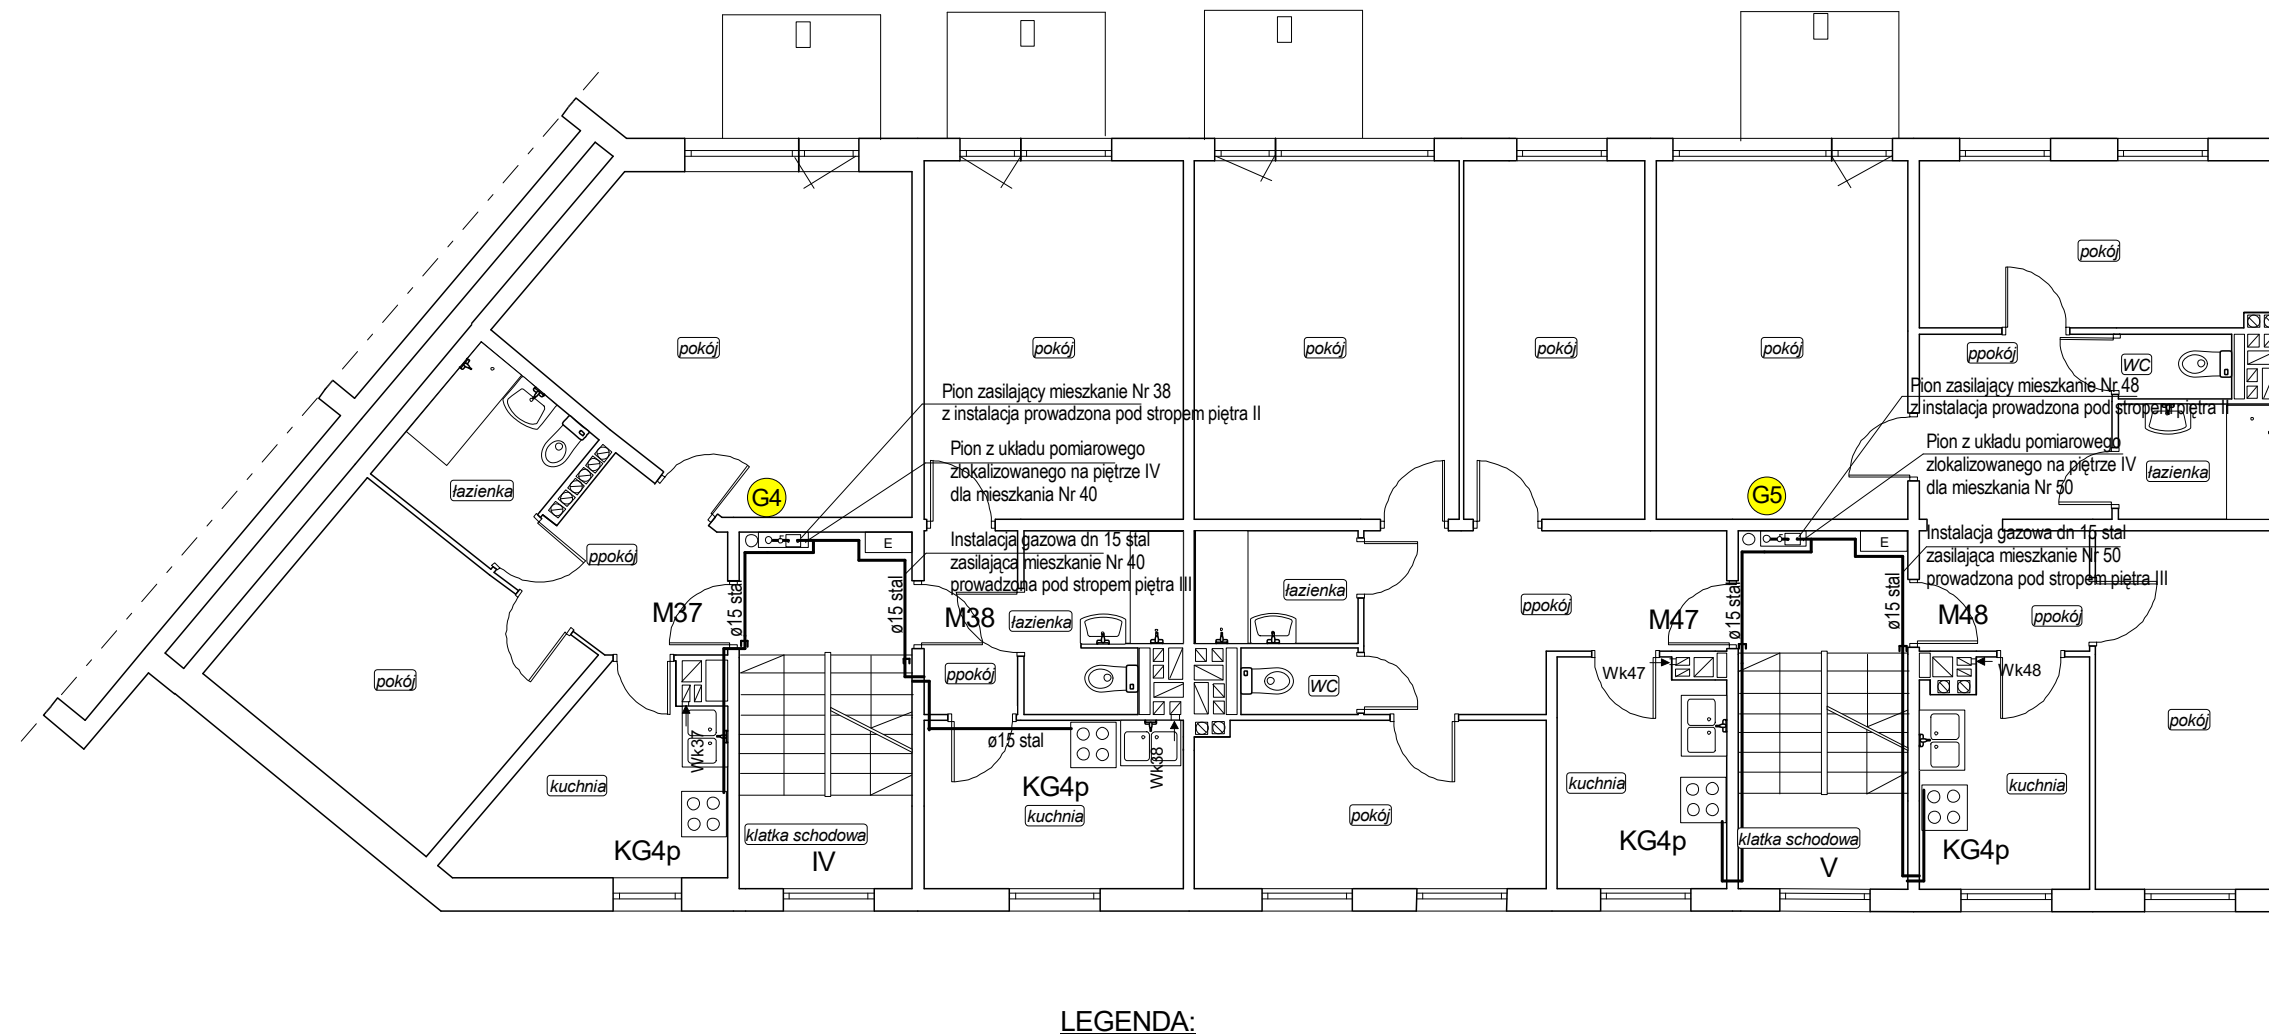 pokój
pokój
pokój
pokój
pokój
pokój
ppokój
WC
Pion zasilający mieszkanie Nr 38
z instalacja prowadzona pod stropem piętra II
Pion z układu pomiarowego
zlokalizowanego na piętrze IV
dla mieszkania Nr 40
Instalacja gazowa dn 15 stal
zasilająca mieszkanie Nr 40
prowadzona pod stropem piętra III
Pion zasilający mieszkanie Nr 48
z instalacja prowadzona pod stropem piętra II
Pion z układu pomiarowego
zlokalizowanego na piętrze IV
dla mieszkania Nr 50
Instalacja gazowa dn 15 stal
zasilająca mieszkanie Nr 50
prowadzona pod stropem piętra III
łazienka
G4
G5
łazienka
ppokój
E
E
łazienka
ppokój
ppokój
M37
ø15 stal
ø15 stal
M38
łazienka
M47
ø15 stal
ø15 stal
M48
pokój
ppokój
WC
Wk47
Wk48
pokój
Wk37
ø15 stal
Wk38
kuchnia
KG4p
kuchnia
pokój
kuchnia
kuchnia
klatka schodowa
IV
KG4p
KG4p
klatka schodowa
V
KG4p
LEGENDA: